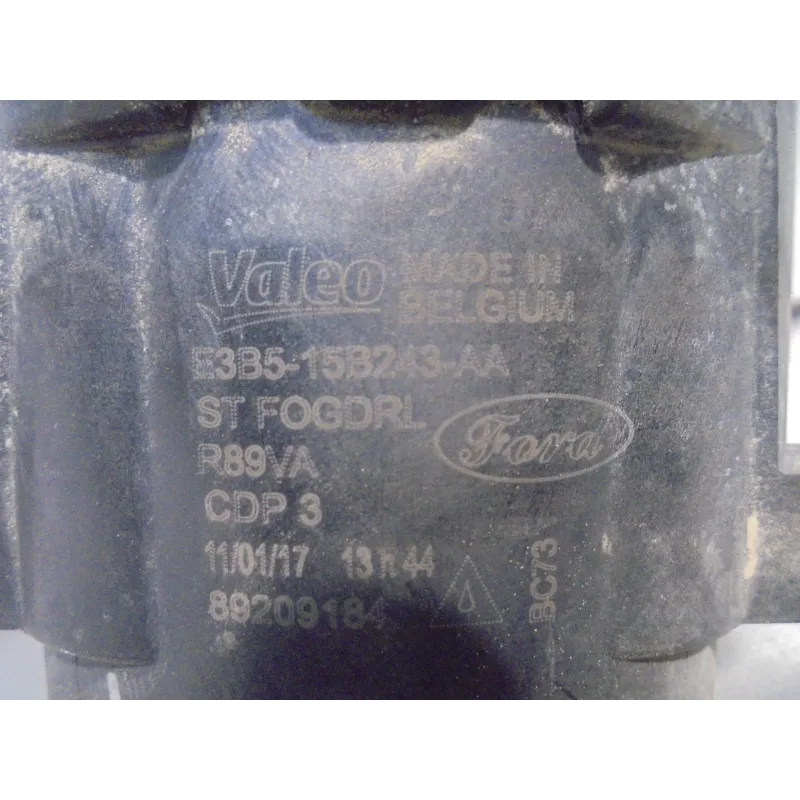 Valeo MADE IN
BELGIUM
E3B5-15B243-AA
ST FOGDRL
Ford
R89VA
CDP 3
11/01/17 13 h 44
89209184
BC73